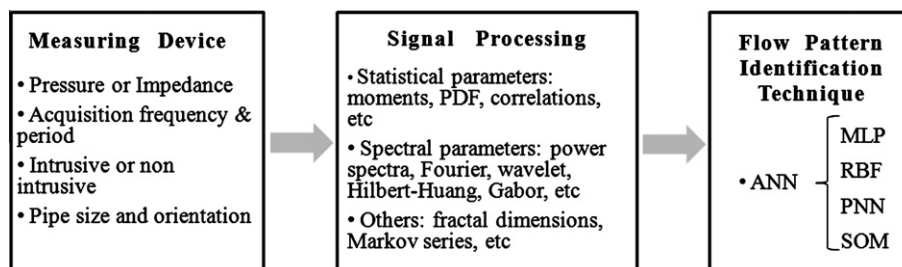 Measuring Device
• Pressure or Impedance
• Acquisition frequency &
period
• Intrusive or non
intrusive
• Pipe size and orientation
Signal Processing
• Statistical parameters:
moments, PDF, correlations,
etc
• Spectral parameters: power
spectra, Fourier, wavelet,
Hilbert-Huang, Gabor, etc
• Others: fractal dimensions,
Markov series, etc
Flow Pattern
Identification
Technique
• ANN
MLP
RBF
PNN
SOM